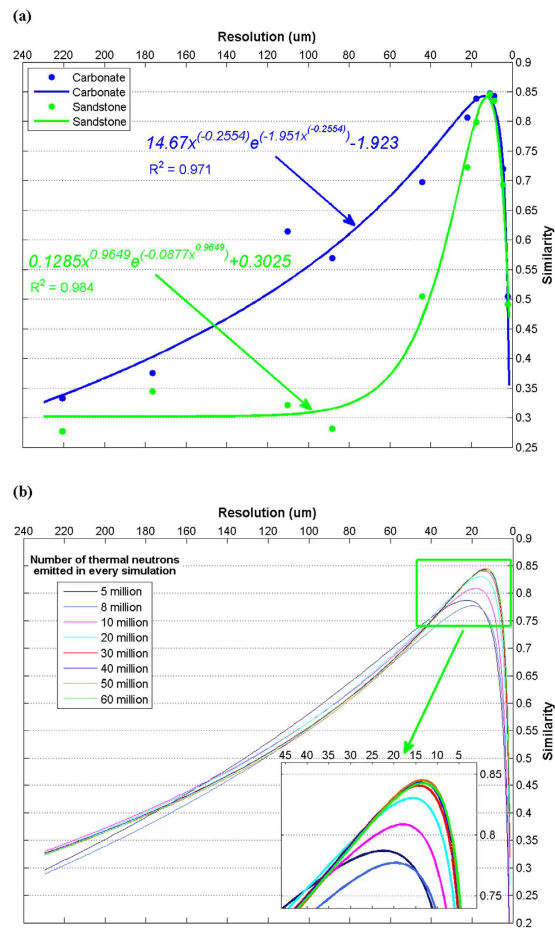 (a)
Resolution (um)
240 220 200 180 160 140 120 100 80 60 40 20 0
Carbonate
Carbonate
Sandstone
Sandstone
14.67x^(-0.2554)e^(-1.951x^(-0.2554))-1.923
R² = 0.971
0.1285x^0.9649e^(-0.0877x^0.9649)+0.3025
R² = 0.984
0.9
0.85
0.8
0.75
0.7
0.65
0.6
0.55
0.5
0.45
0.4
0.35
0.3
0.25
Similarity
(b)
Resolution (um)
240 220 200 180 160 140 120 100 80 60 40 20 0
Number of thermal neutrons
emitted in every simulation
5 million
8 million
10 million
20 million
30 million
40 million
50 million
60 million
0.9
0.85
0.8
0.75
0.7
0.65
0.6
0.55
0.5
0.45
0.4
0.35
0.3
0.25
0.2
Similarity
45 40 35 30 25 20 15 10 5
0.85
0.8
0.75